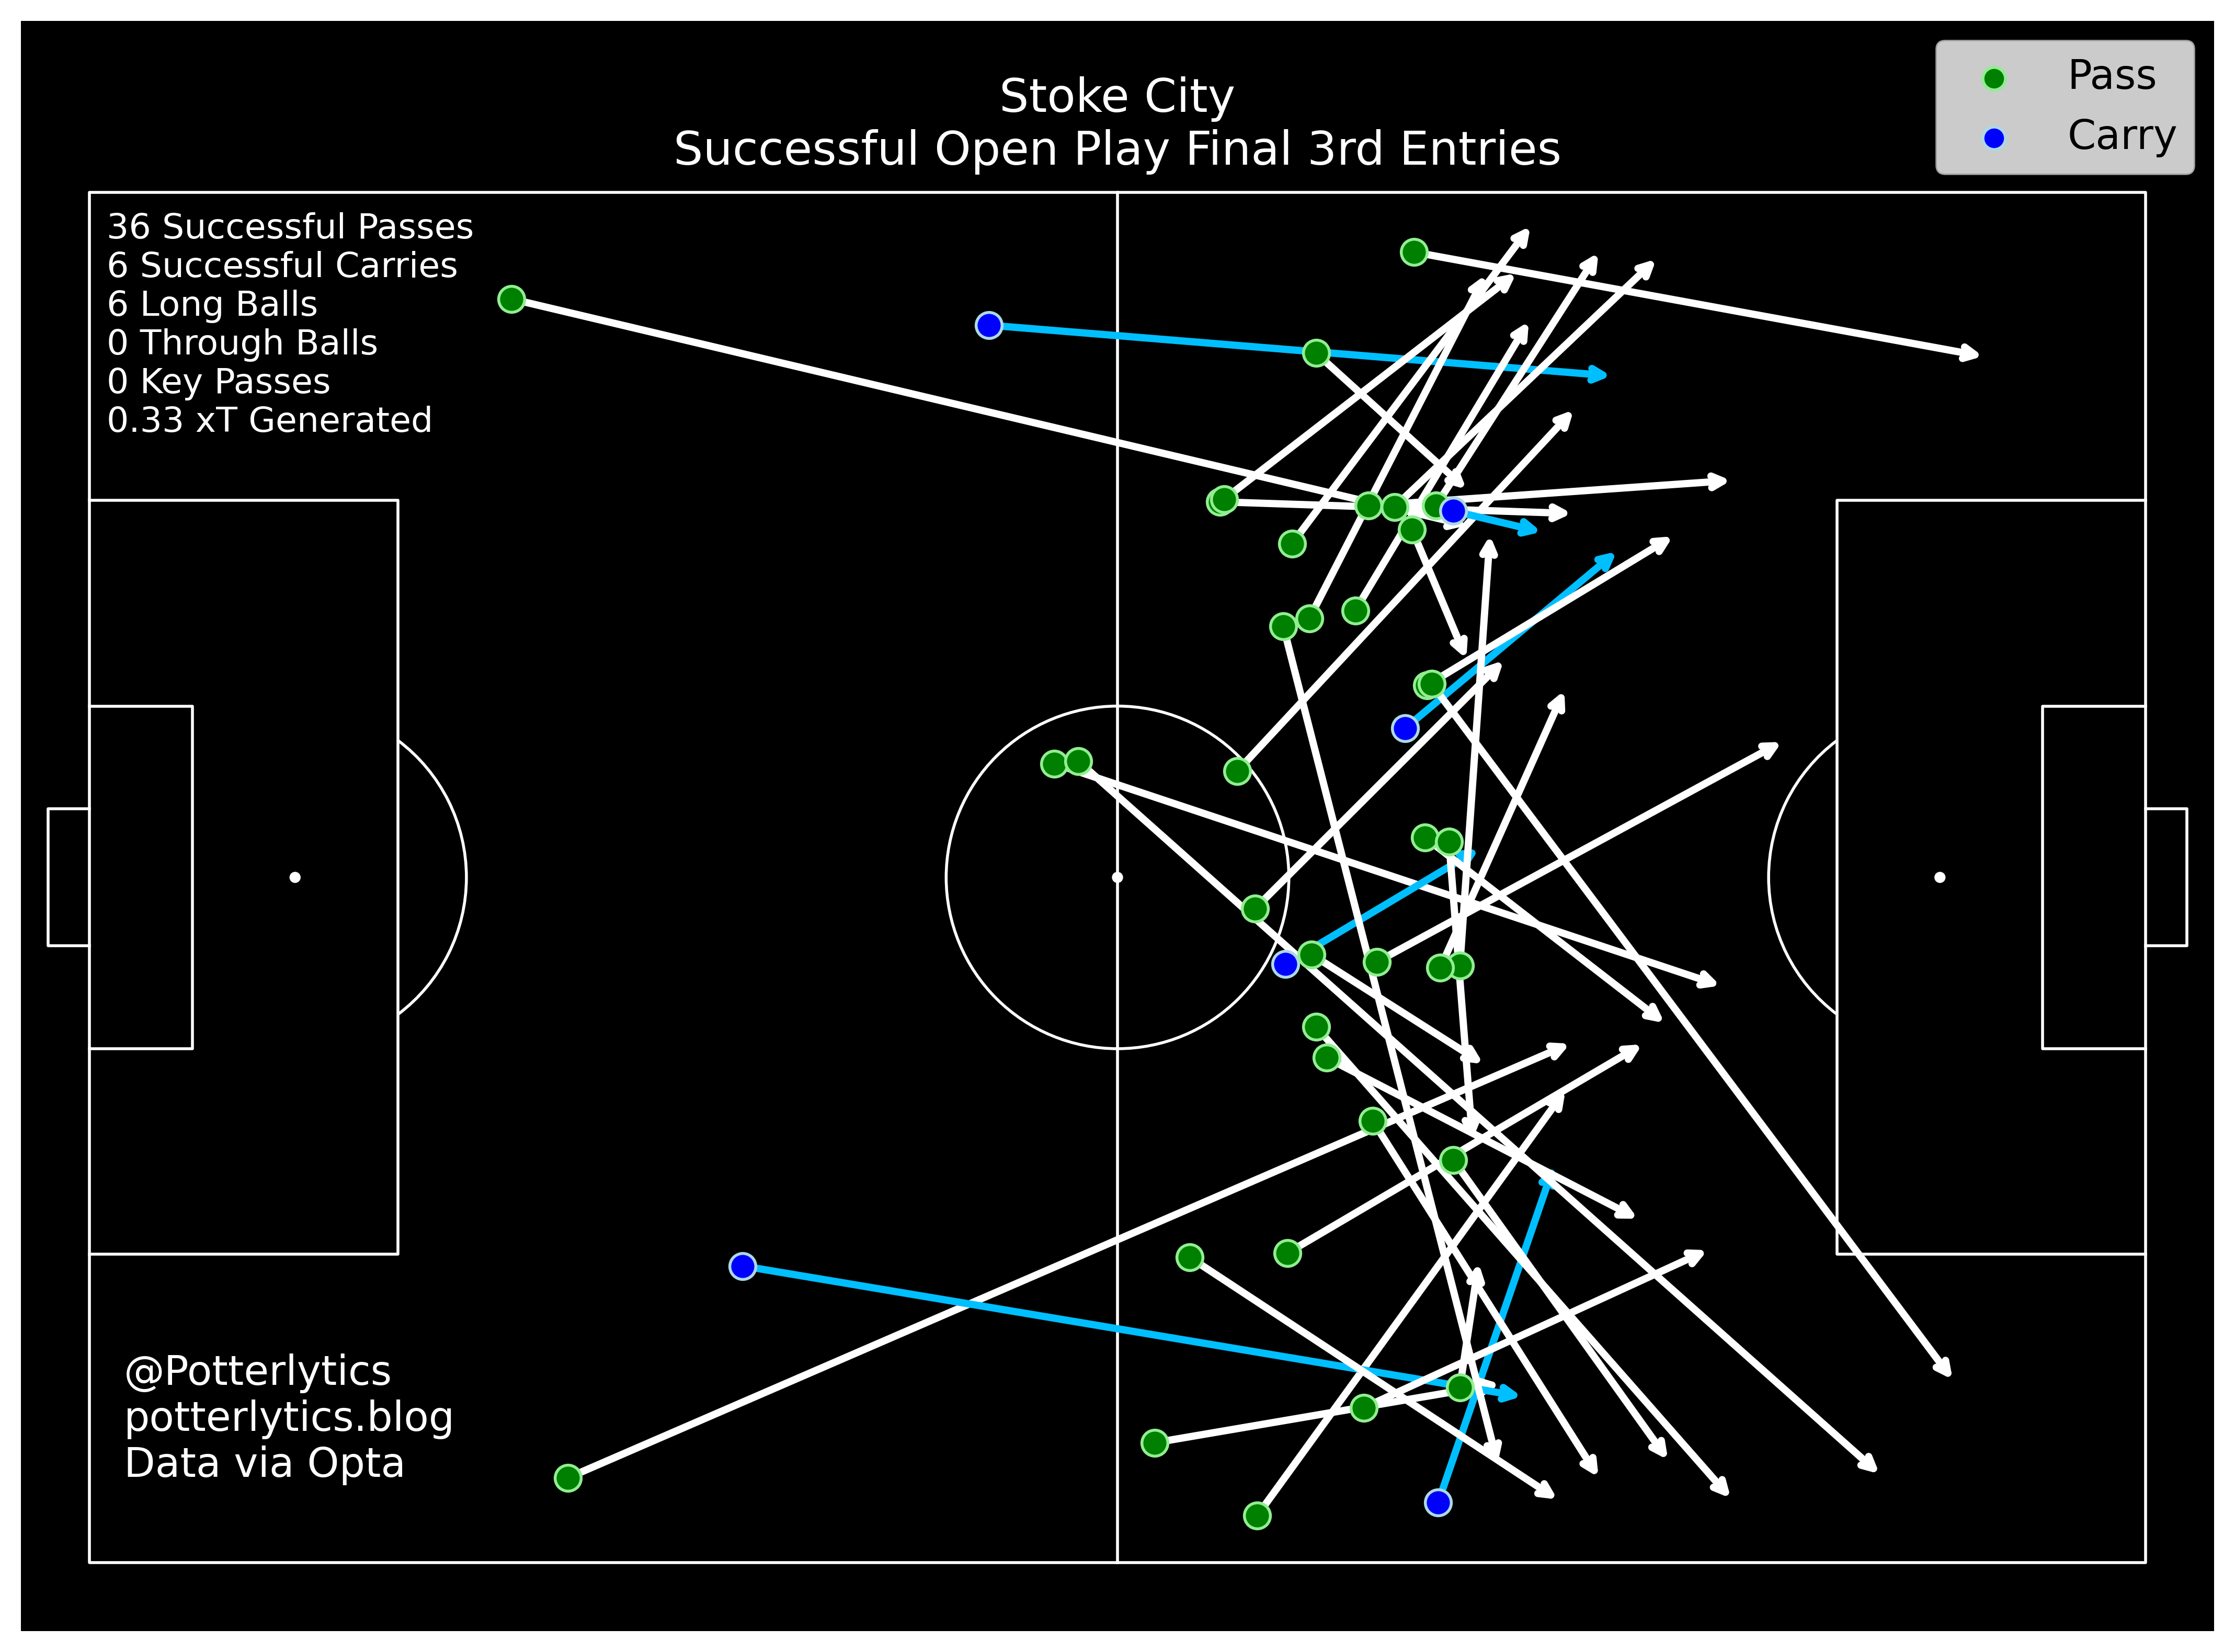 Stoke City
Successful Open Play Final 3rd Entries
Pass
Carry
36 Successful Passes
6 Successful Carries
6 Long Balls
0 Through Balls
0 Key Passes
0.33 xT Generated
@Potterlytics
potterlytics.blog
Data via Opta